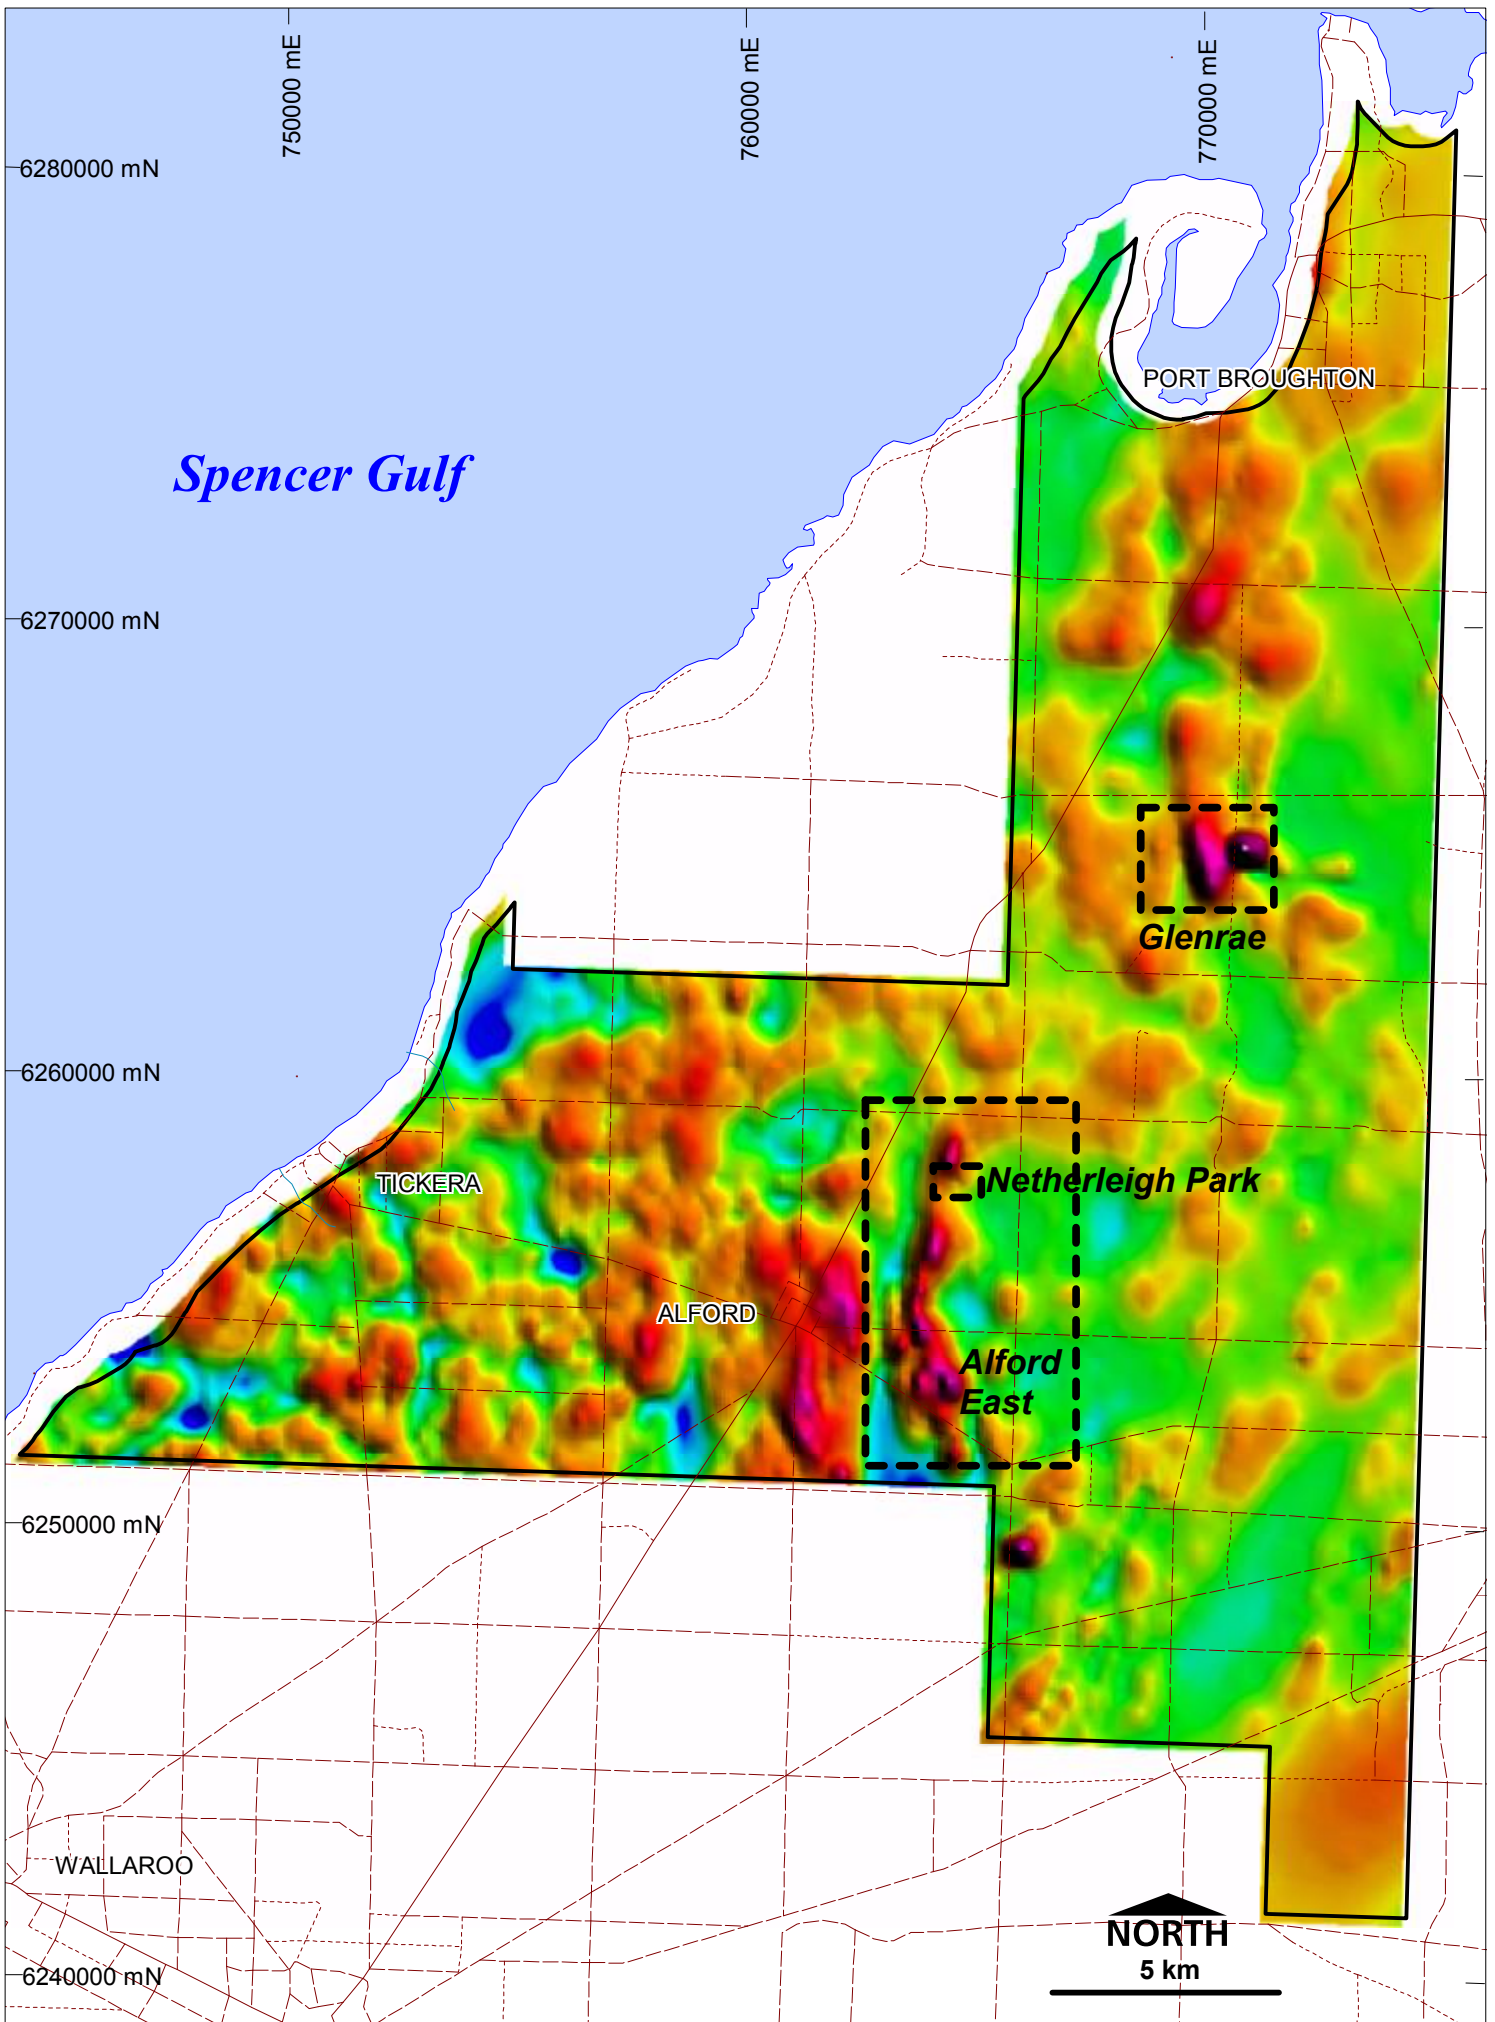 750000 mE
760000 mE
770000 mE
6280000 mN
PORT BROUGHTON
Spencer Gulf
6270000 mN
Glenrae
6260000 mN
Netherleigh Park
TICKERA
ALFORD
Alford
East
6250000 mN
WALLAROO
NORTH
5 km
6240000 mN